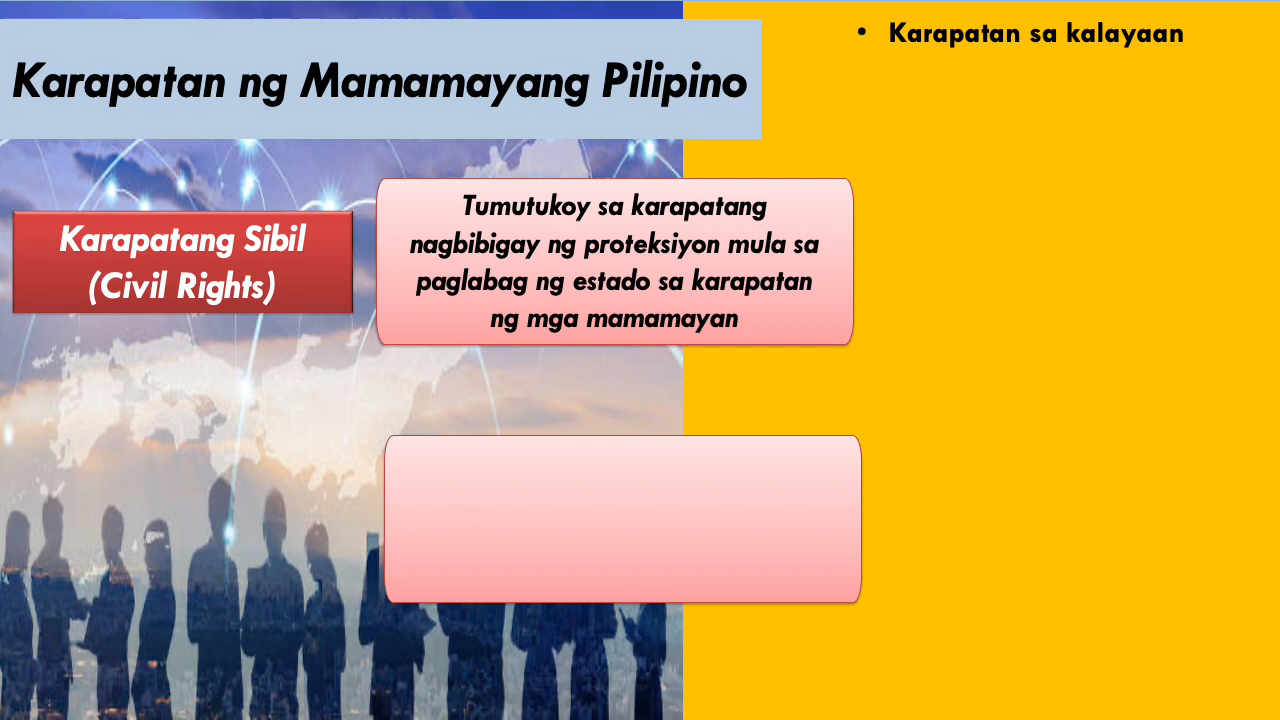 Karapatan ng Mamamayang Pilipino
• Karapatan sa kalayaan
Karapatang Sibil
(Civil Rights)
Tumutukoy sa karapatang
nagbibigay ng proteksiyon mula sa
paglabag ng estado sa karapatan
ng mga mamamayan